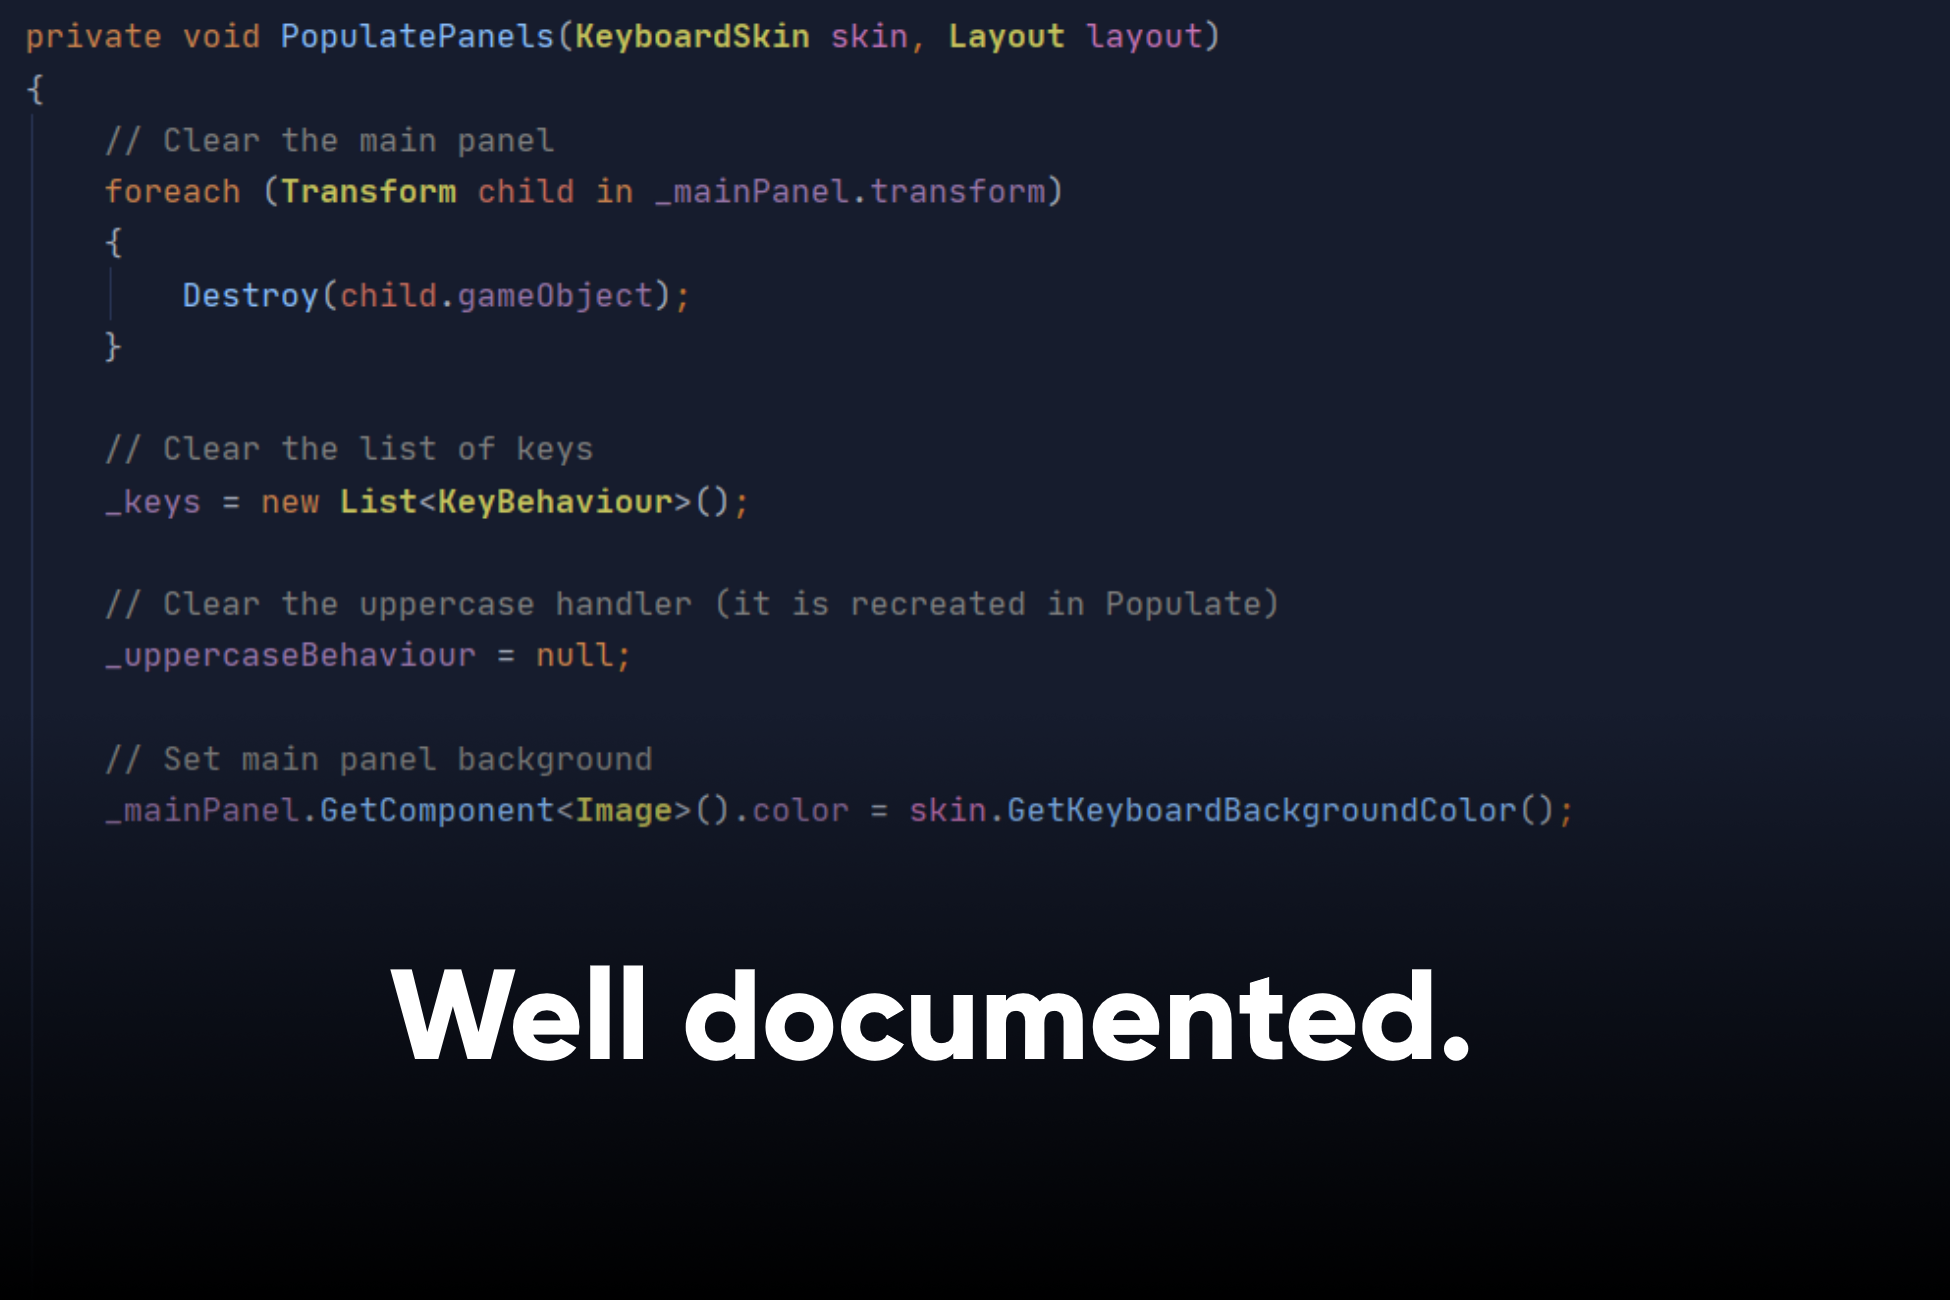 private void PopulatePanels(KeyboardSkin skin, Layout layout)
{
    // Clear the main panel
    foreach (Transform child in _mainPanel.transform)
    {
        Destroy(child.gameObject);
    }

    // Clear the list of keys
    _keys = new List<KeyBehaviour>();

    // Clear the uppercase handler (it is recreated in Populate)
    _uppercaseBehaviour = null;

    // Set main panel background
    _mainPanel.GetComponent<Image>().color = skin.GetKeyboardBackgroundColor();

Well documented.